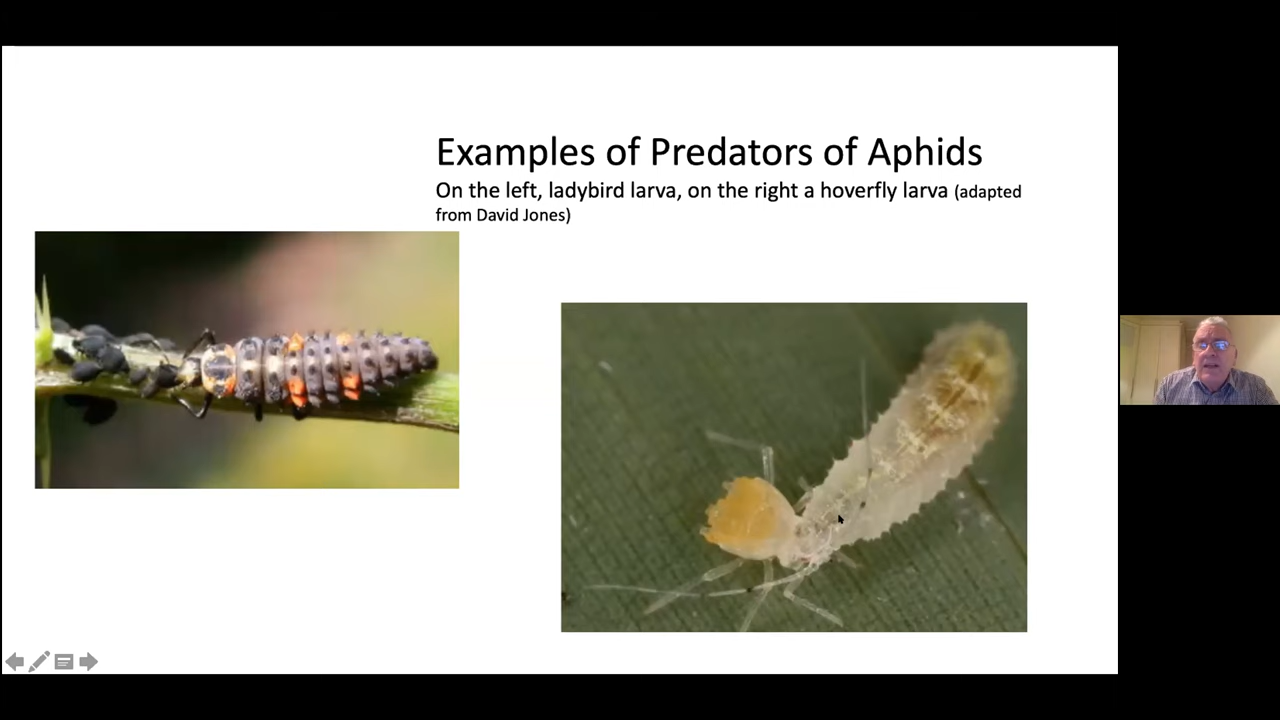 Examples of Predators of Aphids
On the left, ladybird larva, on the right a hoverfly larva (adapted
from David Jones)